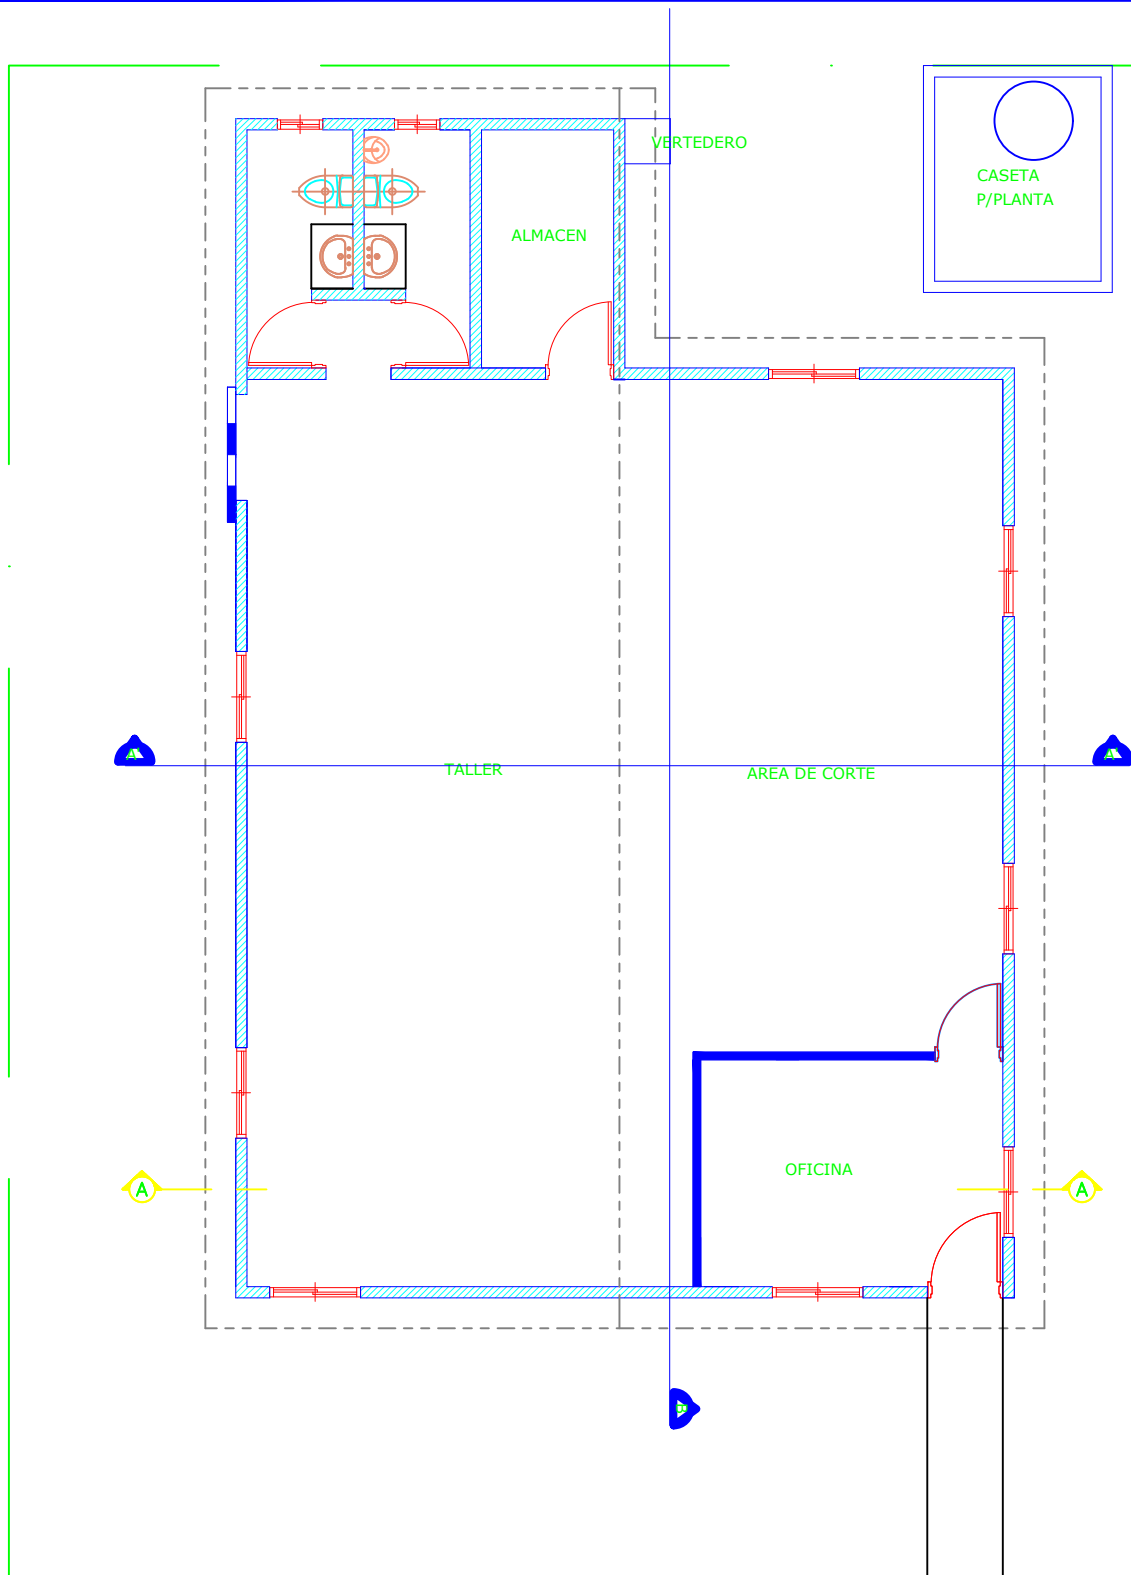 VERTEDERO
CASETA
P/PLANTA
ALMACEN
A
A
TALLER
AREA DE CORTE
OFICINA
A
A
B